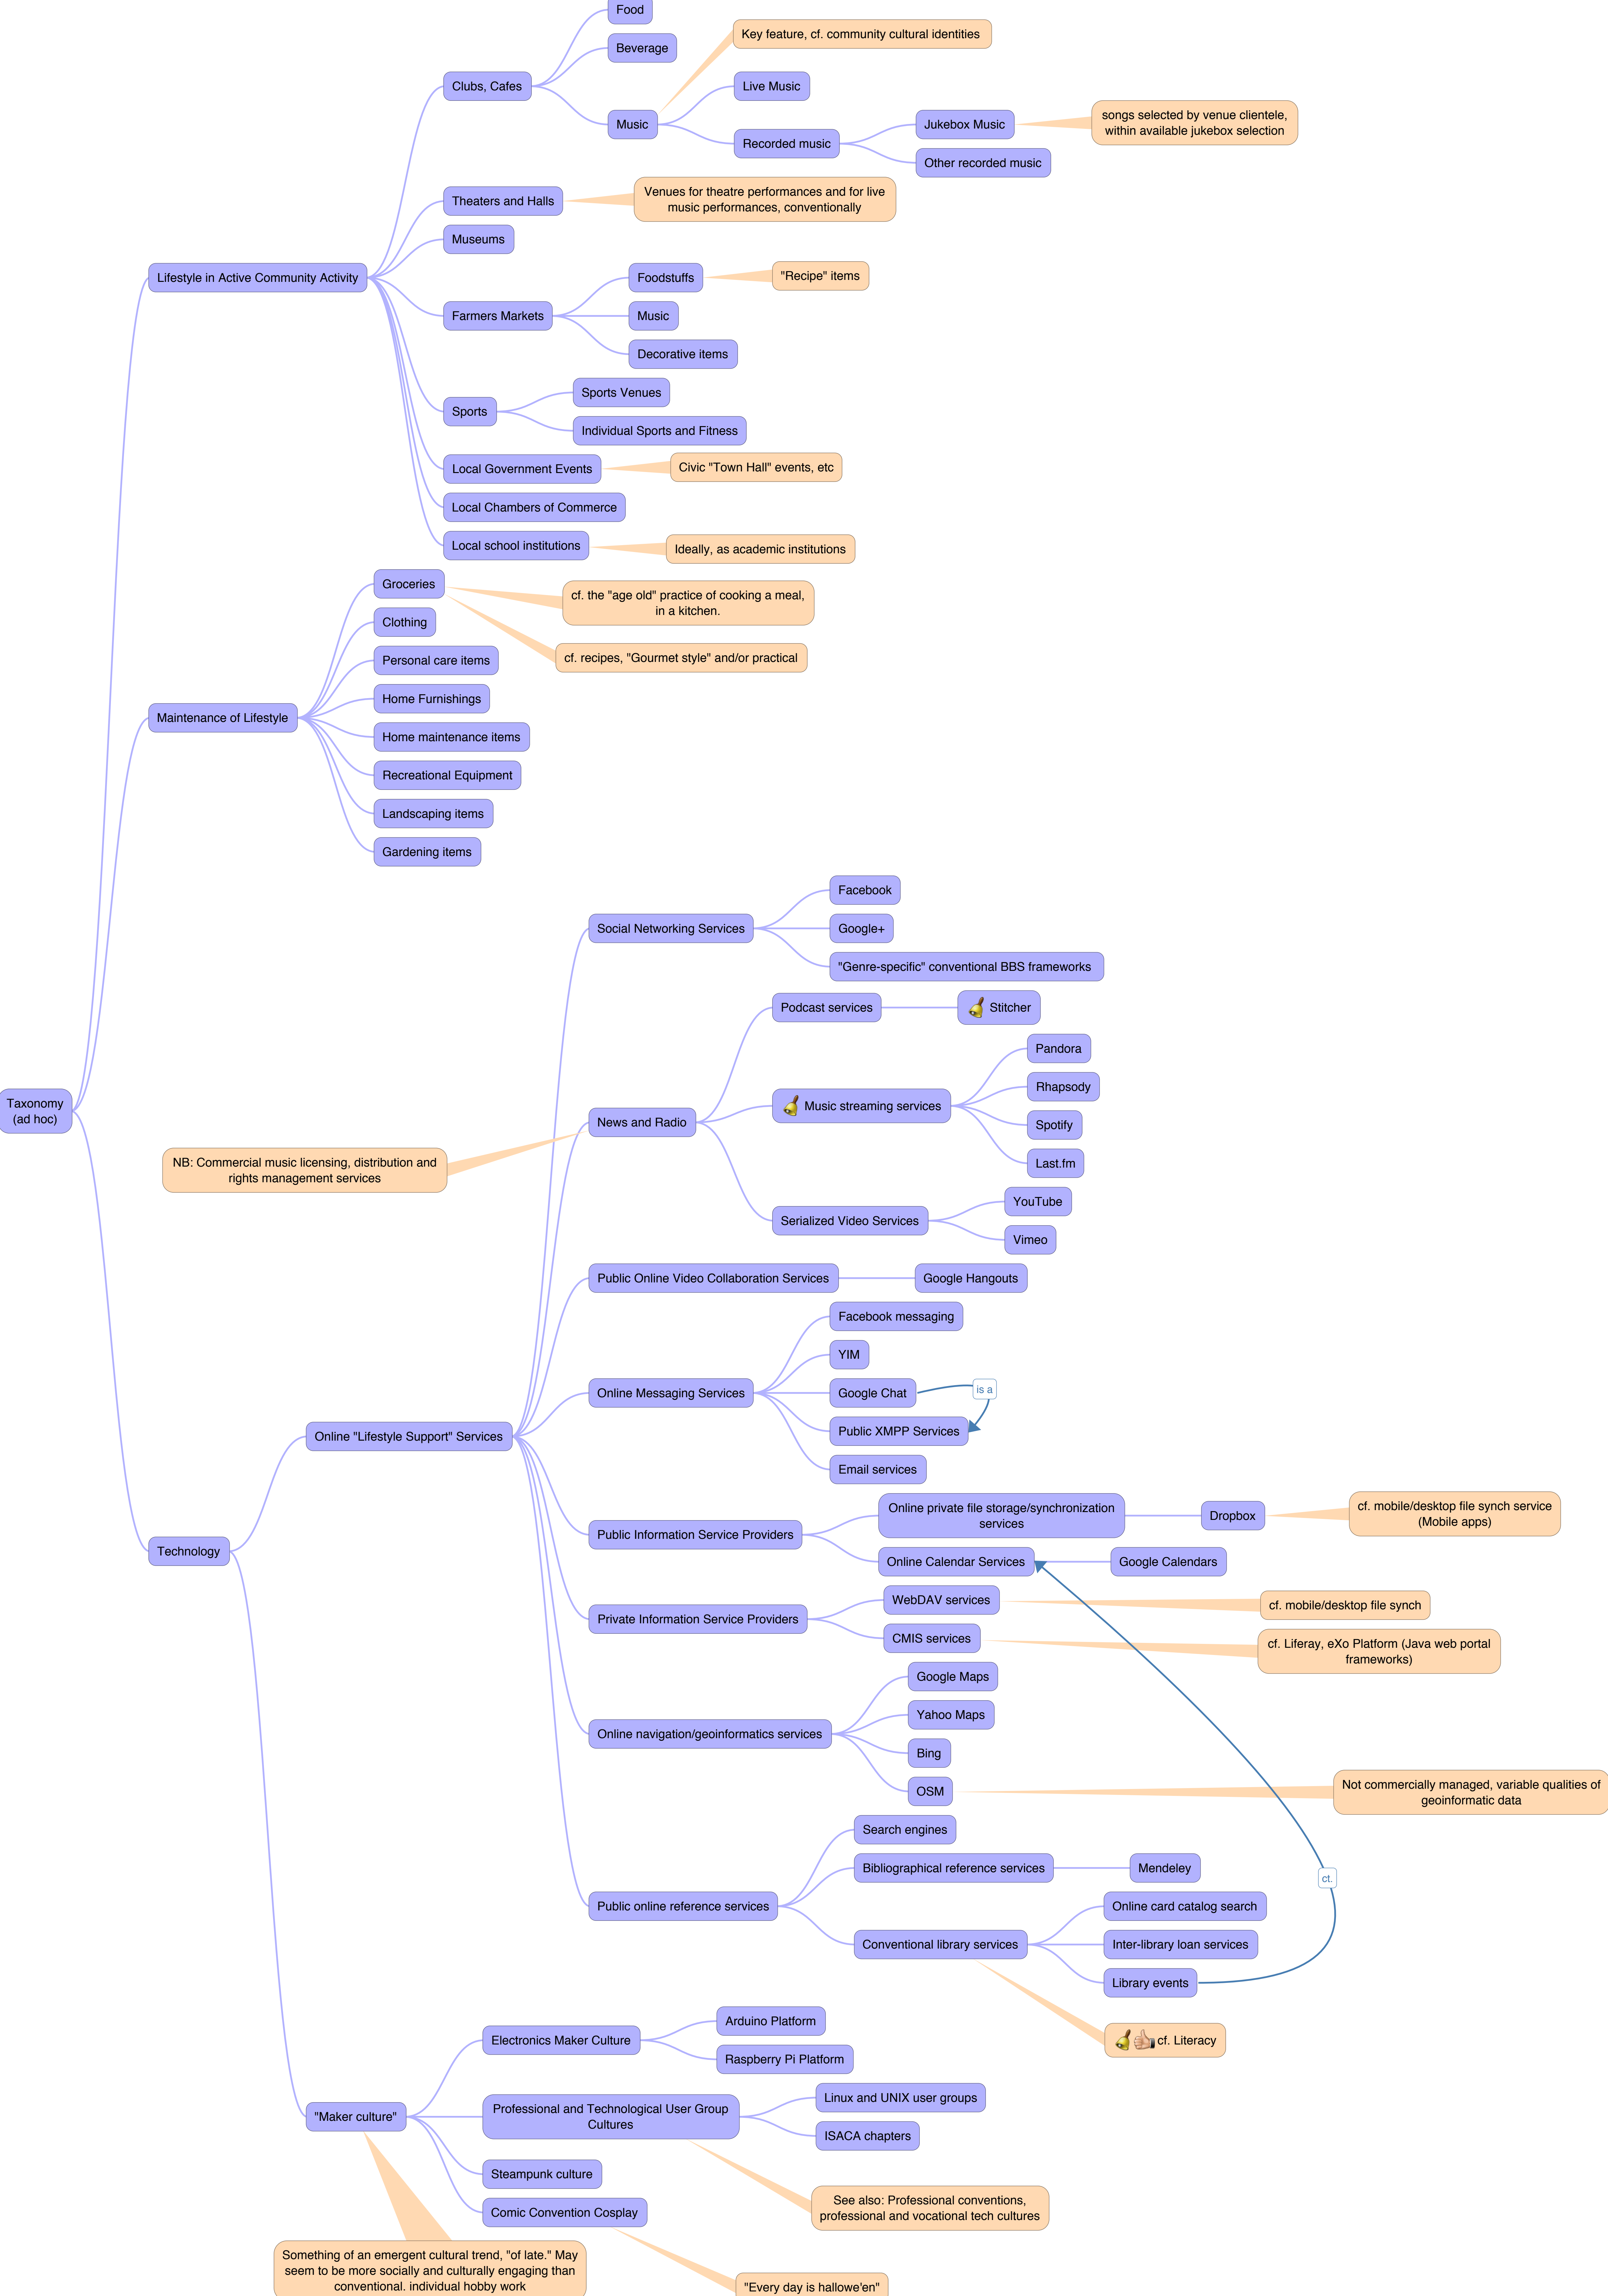 Food
Key feature, cf. community cultural identities
Beverage
Clubs, Cafes
Live Music
Music
Jukebox Music
songs selected by venue clientele,
within available jukebox selection
Recorded music
Other recorded music
Theaters and Halls
Venues for theatre performances and for live
music performances, conventionally
Museums
Lifestyle in Active Community Activity
Foodstuffs
"Recipe" items
Farmers Markets
Music
Decorative items
Sports Venues
Sports
Individual Sports and Fitness
Local Government Events
Civic "Town Hall" events, etc
Local Chambers of Commerce
Local school institutions
Ideally, as academic institutions
Groceries
cf. the "age old" practice of cooking a meal,
in a kitchen.
Clothing
Personal care items
cf. recipes, "Gourmet style" and/or practical
Home Furnishings
Maintenance of Lifestyle
Home maintenance items
Recreational Equipment
Landscaping items
Gardening items
Facebook
Social Networking Services
Google+
"Genre-specific" conventional BBS frameworks
Podcast services
Stitcher
Pandora
Rhapsody
Taxonomy
(ad hoc)
Music streaming services
News and Radio
Spotify
Last.fm
NB: Commercial music licensing, distribution and
rights management services
YouTube
Serialized Video Services
Vimeo
Public Online Video Collaboration Services
Google Hangouts
Facebook messaging
YIM
Online Messaging Services
Google Chat
is a
Public XMPP Services
Online "Lifestyle Support" Services
Email services
Online private file storage/synchronization
services
Dropbox
cf. mobile/desktop file synch service
(Mobile apps)
Public Information Service Providers
Technology
Online Calendar Services
Google Calendars
WebDAV services
cf. mobile/desktop file synch
Private Information Service Providers
CMIS services
cf. Liferay, eXo Platform (Java web portal
frameworks)
Google Maps
Yahoo Maps
Online navigation/geoinformatics services
Bing
OSM
Not commercially managed, variable qualities of
geoinformatic data
Search engines
Bibliographical reference services
Mendeley
ct.
Public online reference services
Online card catalog search
Conventional library services
Inter-library loan services
Library events
Arduino Platform
Electronics Maker Culture
cf. Literacy
Raspberry Pi Platform
Linux and UNIX user groups
"Maker culture"
Professional and Technological User Group
Cultures
ISACA chapters
Steampunk culture
See also: Professional conventions,
professional and vocational tech cultures
Comic Convention Cosplay
Something of an emergent cultural trend, "of late." May
seem to be more socially and culturally engaging than
conventional. individual hobby work
"Every day is hallowe'en"